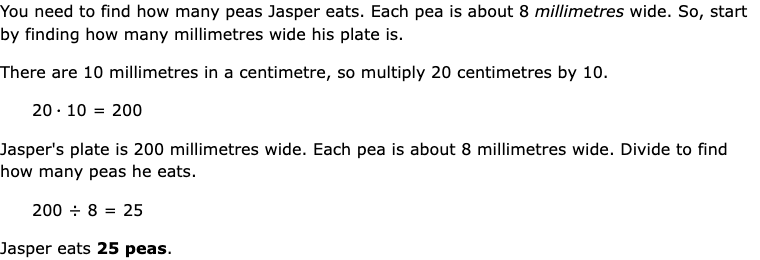 You need to find how many peas Jasper eats. Each pea is about 8 millimetres wide. So, start
by finding how many millimetres wide his plate is.
There are 10 millimetres in a centimetre, so multiply 20 centimetres by 10.
20 · 10 = 200
Jasper's plate is 200 millimetres wide. Each pea is about 8 millimetres wide. Divide to find
how many peas he eats.
200 ÷ 8 = 25
Jasper eats 25 peas.